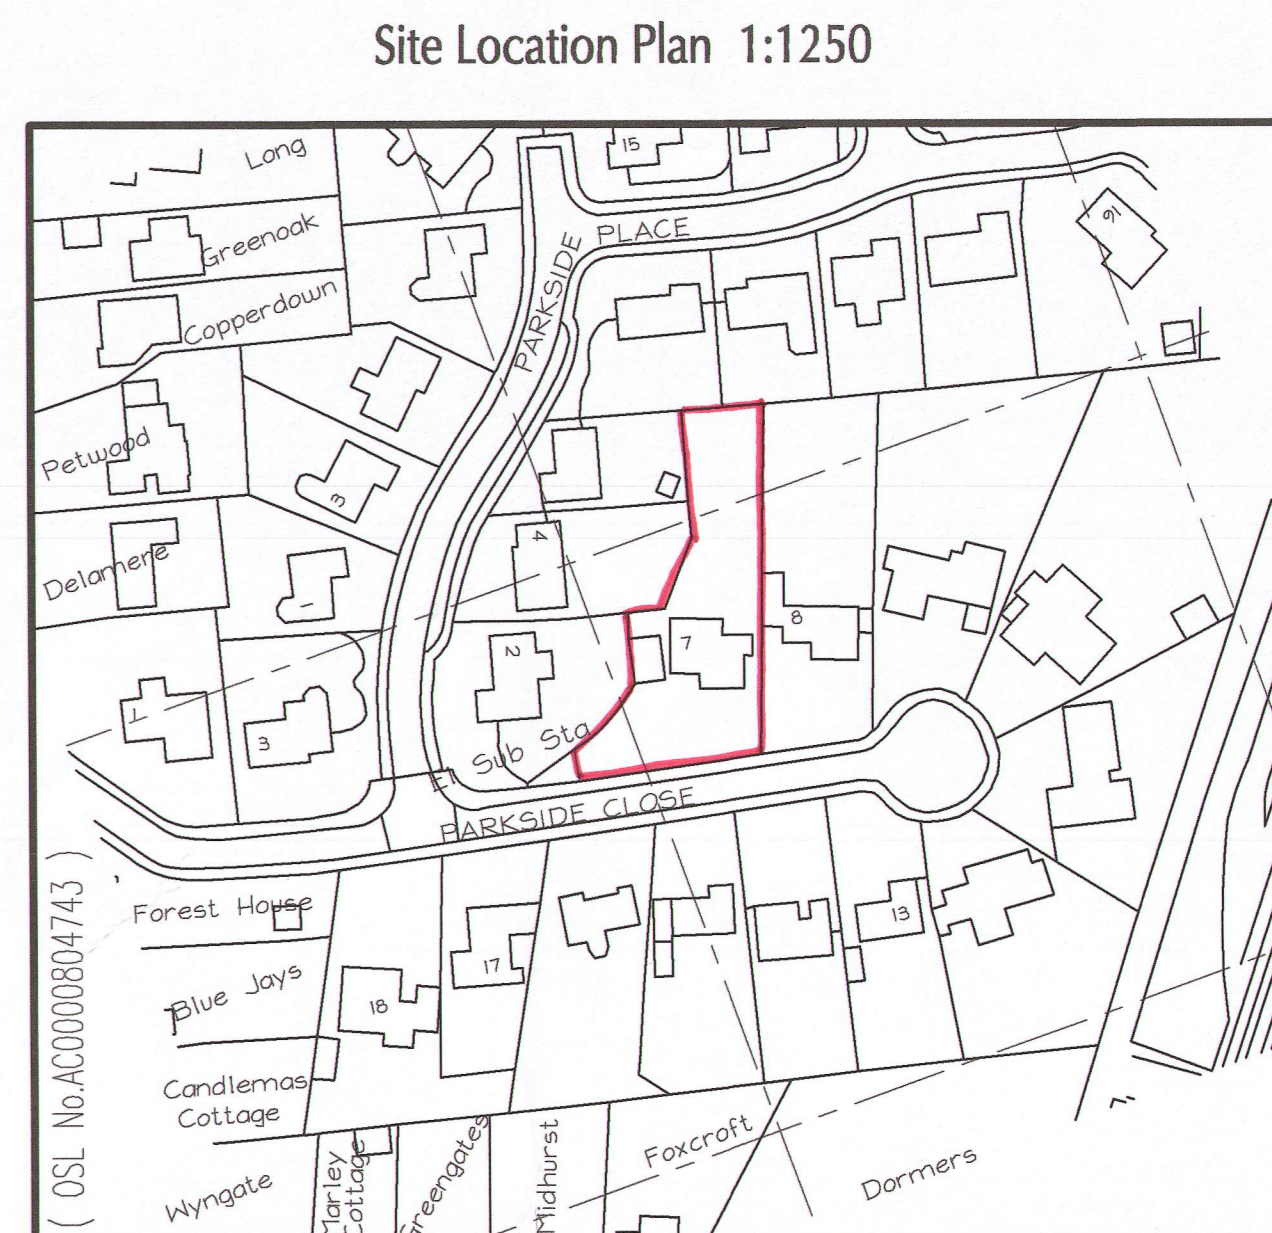 Site Location Plan 1:1250
Long
15
Greenoak
PARKSIDE
PLACE
16
Copperdown
Petwood
3
4
Delamere
1
7
8
2
1
3
El Sub Sta
PARKSIDE CLOSE
Forest House
13
17
Blue Jays
18
Candlemas
Cottage
Foxcroft
Wyngate
Marley
Cottage
Greengates
Midhurst
Dormers
( OSL No.AC0000804743 )